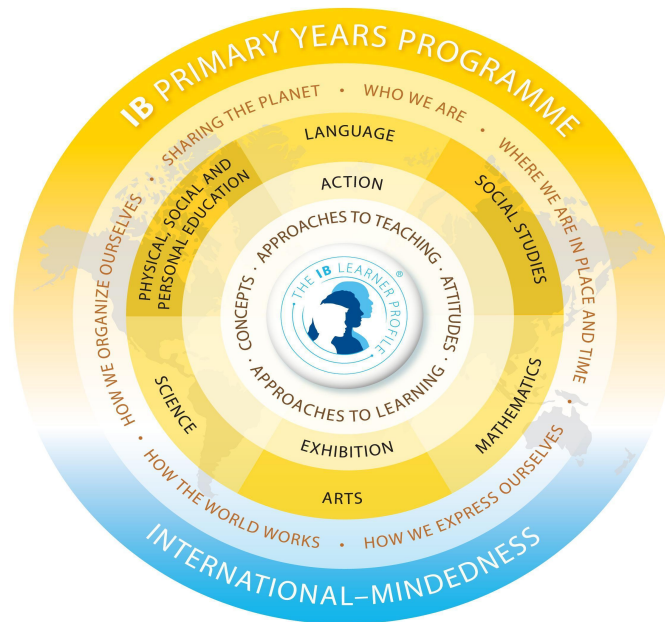 IB PRIMARY YEARS PROGRAMME
SHARING THE PLANET • WHO WE ARE • WHERE WE ARE IN PLACE AND TIME • HOW WE EXPRESS OURSELVES • HOW THE WORLD WORKS • HOW WE ORGANIZE OURSELVES •
LANGUAGE
SOCIAL STUDIES
MATHEMATICS
ARTS
SCIENCE
PHYSICAL, SOCIAL AND
PERSONAL EDUCATION
ACTION
EXHIBITION
APPROACHES TO TEACHING · ATTITUDES · APPROACHES TO LEARNING · CONCEPTS ·
THE IB LEARNER PROFILE ®
INTERNATIONAL–MINDEDNESS